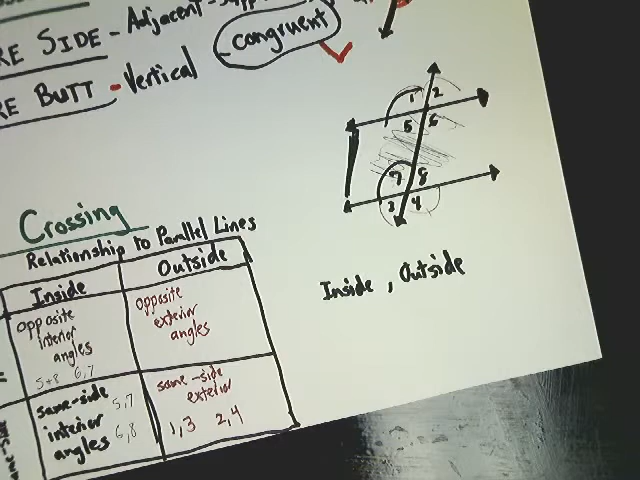 RE SIDE - Adjacent -
congruent
RE BUTT - Vertical
1 2
5 6
7 8
3 4
Crossing
Relationship to Parallel Lines
Inside Outside
opposite
interior
angles
5+8 6,7
opposite
exterior
angles
same-side 5,7
interior
angles 6,8
same-side
exterior
1,3 2,4
Inside, Outside